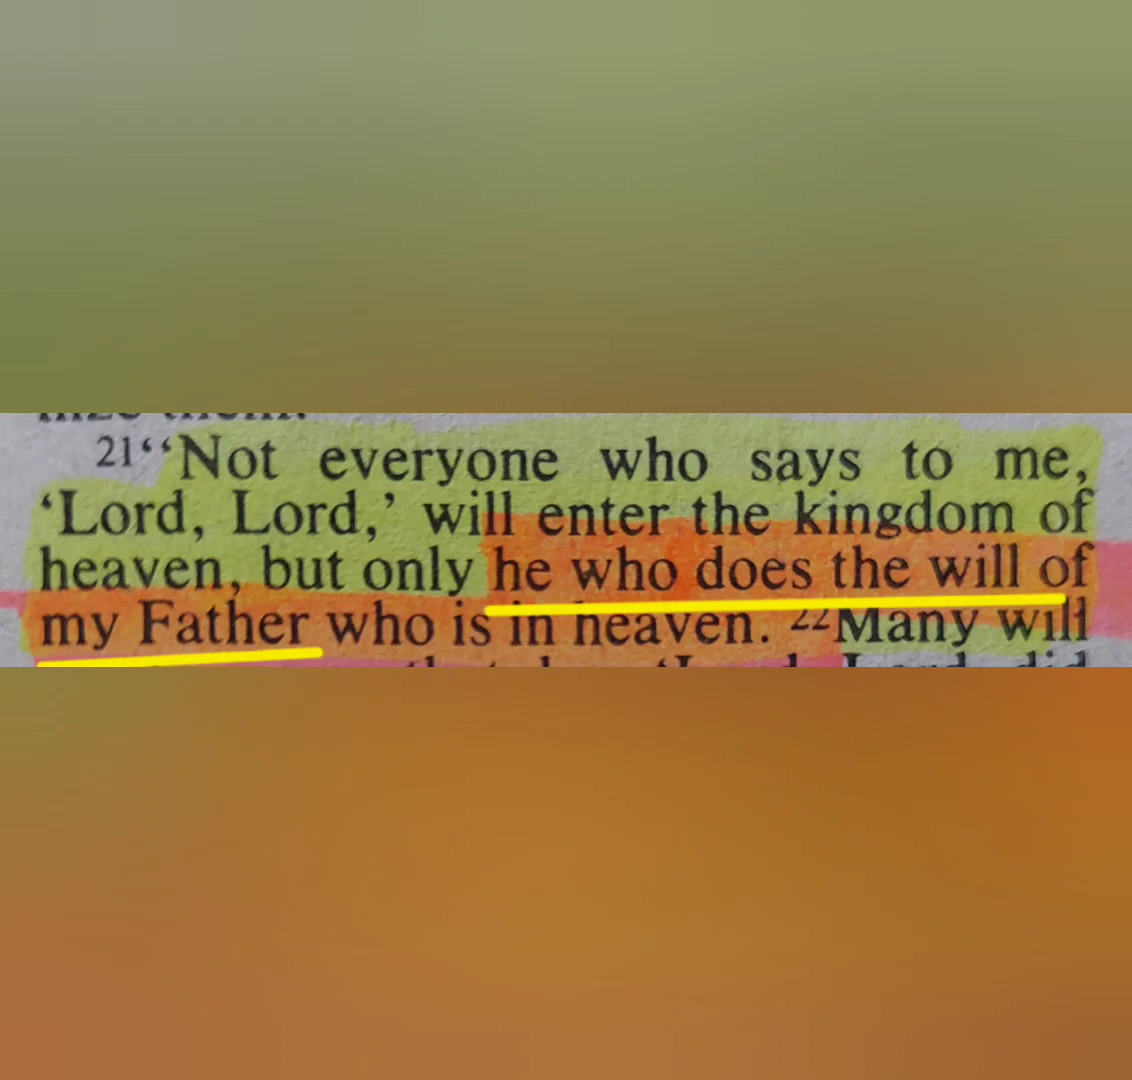 21“Not everyone who says to me,
‘Lord, Lord,’ will enter the kingdom of
heaven, but only he who does the will of
my Father who is in heaven. 22Many will